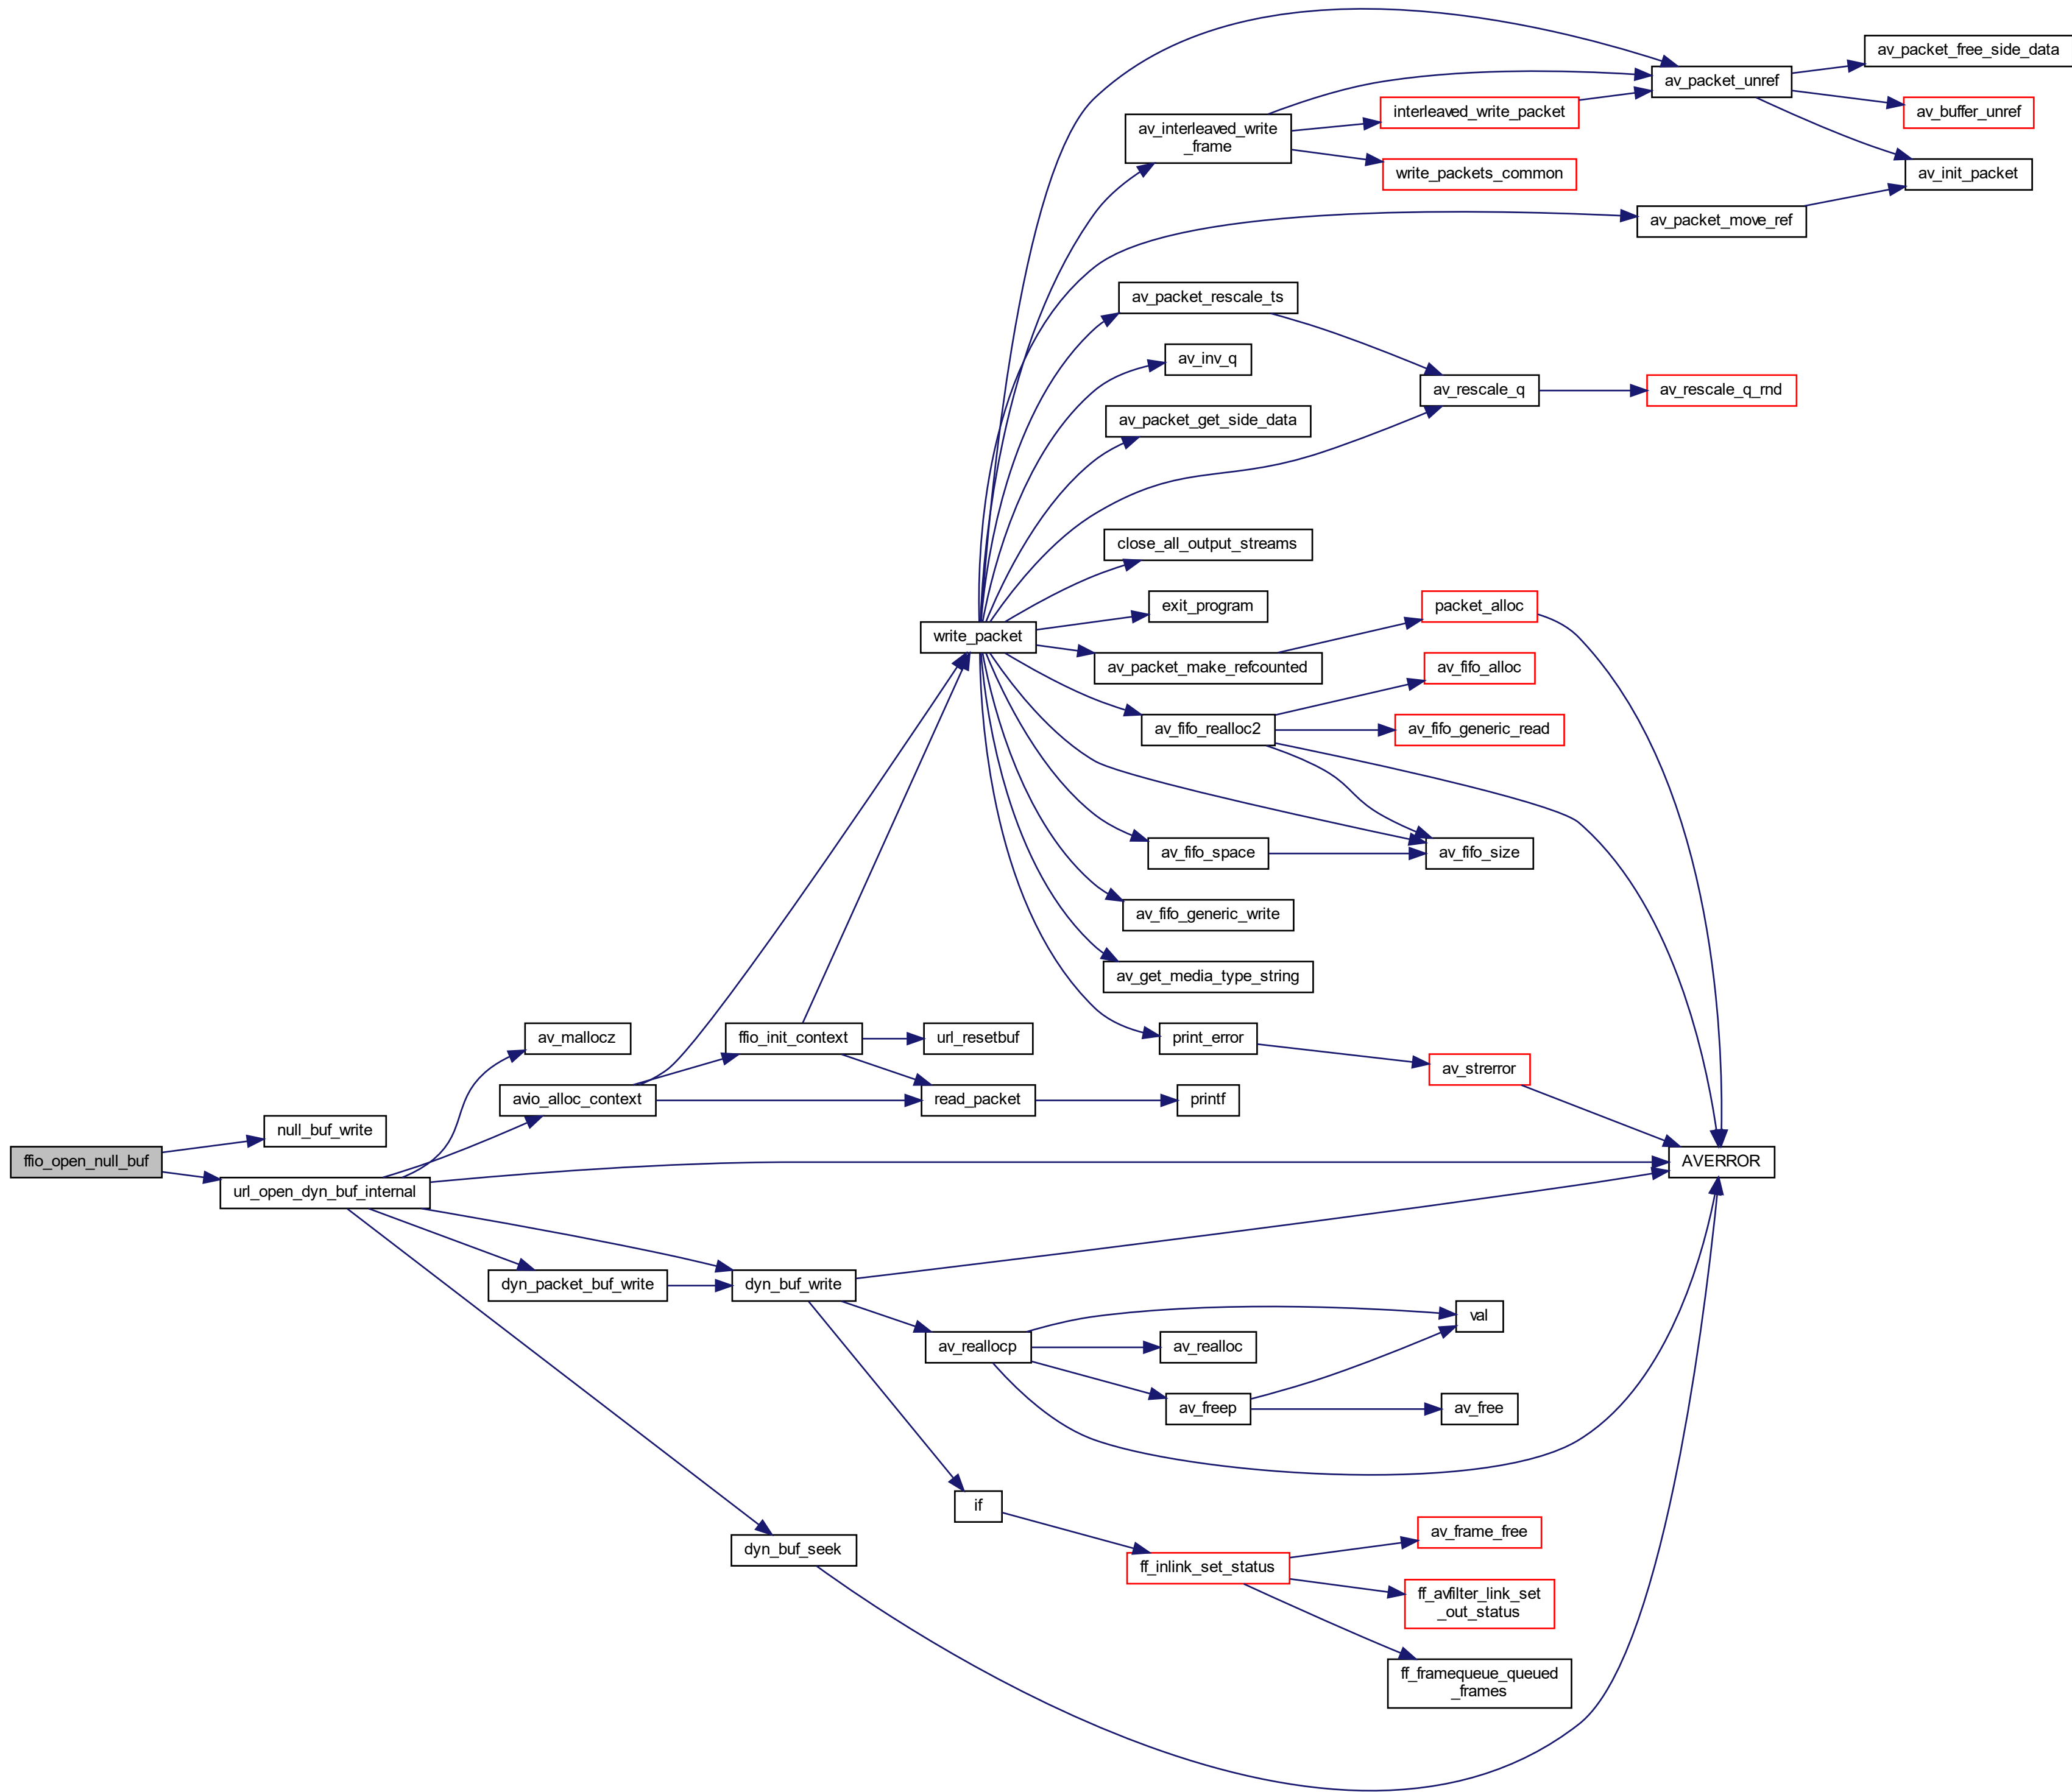 av_packet_free_side_data
av_packet_unref
interleaved_write_packet
av_buffer_unref
av_interleaved_write
_frame
write_packets_common
av_init_packet
av_packet_move_ref
av_packet_rescale_ts
av_inv_q
av_rescale_q
av_rescale_q_rnd
av_packet_get_side_data
close_all_output_streams
exit_program
packet_alloc
write_packet
av_packet_make_refcounted
av_fifo_alloc
av_fifo_realloc2
av_fifo_generic_read
av_fifo_space
av_fifo_size
av_fifo_generic_write
av_get_media_type_string
av_mallocz
ffio_init_context
url_resetbuf
print_error
av_strerror
avio_alloc_context
read_packet
printf
null_buf_write
ffio_open_null_buf
AVERROR
url_open_dyn_buf_internal
dyn_packet_buf_write
dyn_buf_write
val
av_reallocp
av_realloc
av_freep
av_free
if
av_frame_free
dyn_buf_seek
ff_inlink_set_status
ff_avfilter_link_set
_out_status
ff_framequeue_queued
_frames